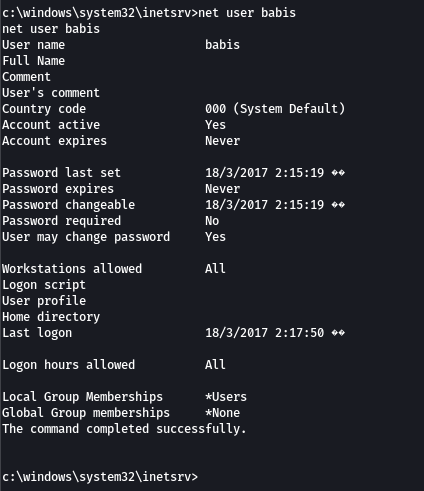 c:\windows\system32\inetsrv>net user babis
net user babis
User name                    babis
Full Name
Comment
User's comment
Country code                 000 (System Default)
Account active               Yes
Account expires              Never

Password last set            18/3/2017 2:15:19 ��
Password expires             Never
Password changeable          18/3/2017 2:15:19 ��
Password required            No
User may change password     Yes

Workstations allowed         All
Logon script
User profile
Home directory
Last logon                   18/3/2017 2:17:50 ��

Logon hours allowed          All

Local Group Memberships      *Users
Global Group memberships     *None
The command completed successfully.

c:\windows\system32\inetsrv>